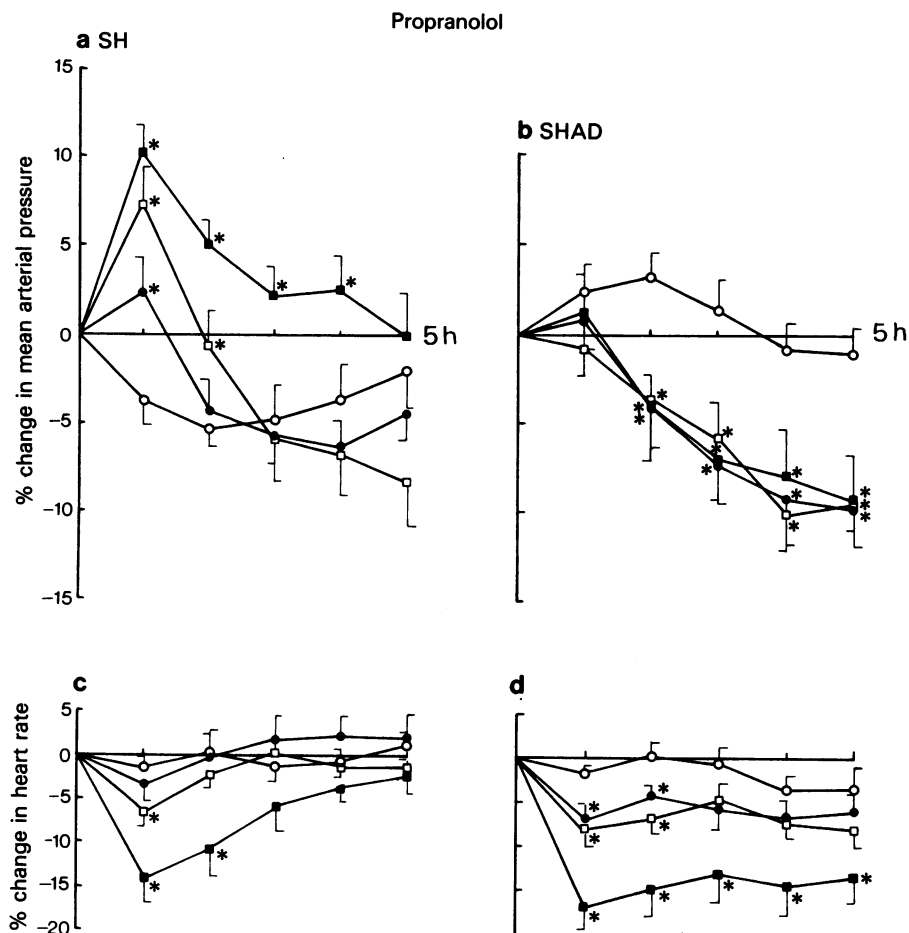 Propranolol
a SH
15
10
5
0
−5
−10
−15
% change in mean arterial pressure
5 h
b SHAD
5 h
c
5
0
−5
−10
−15
−20
% change in heart rate
d